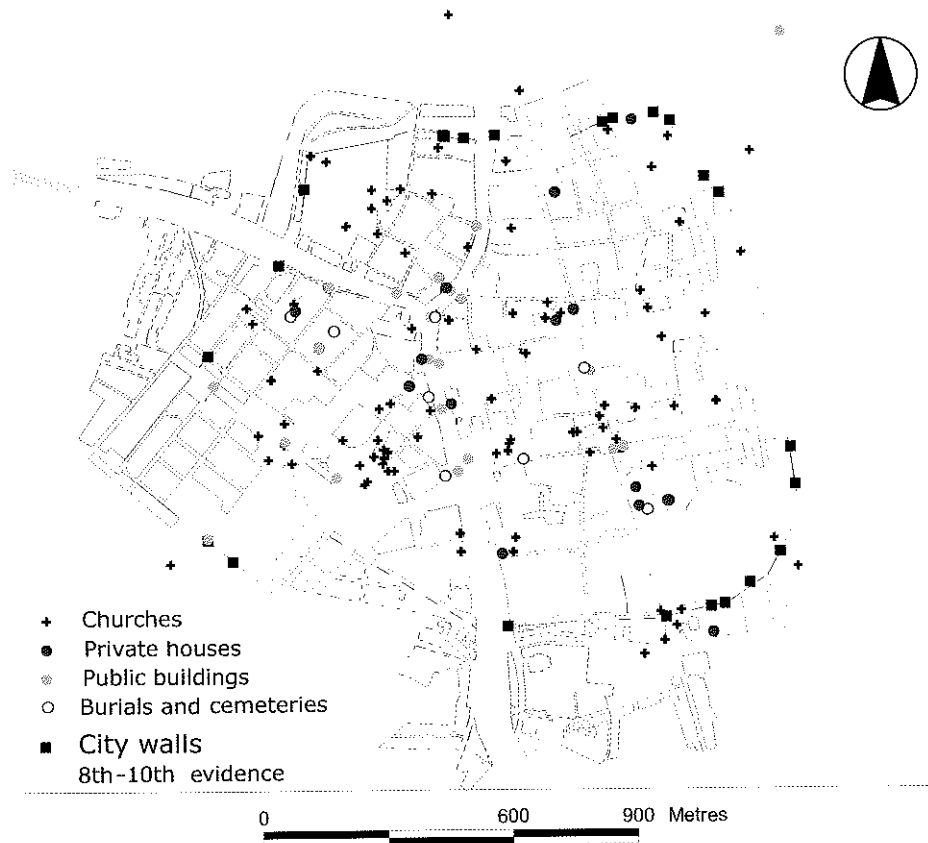 Churches
Private houses
Public buildings
Burials and cemeteries
City walls
8th-10th evidence
0 600 900 Metres